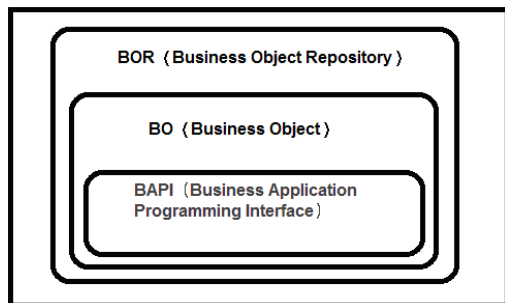 BOR（Business Object Repository）
BO（Business Object）
BAPI（Business Application
Programming Interface）